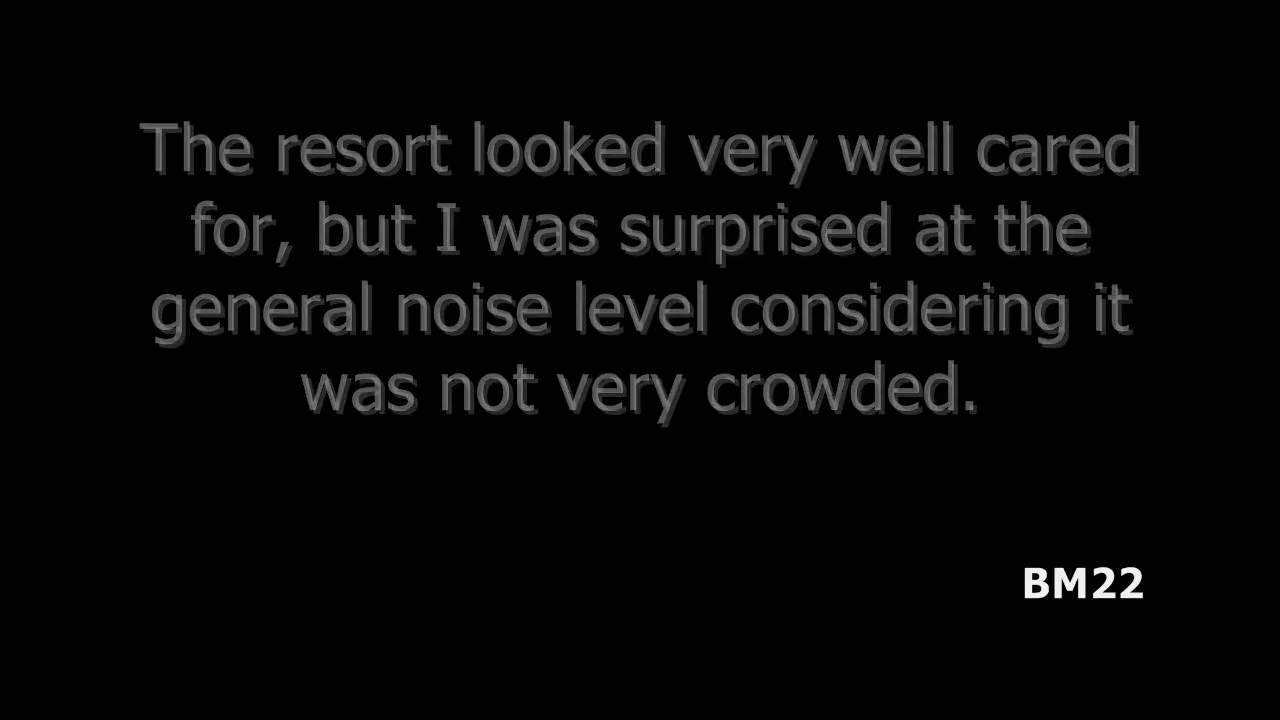 The resort looked very well cared
for, but I was surprised at the
general noise level considering it
was not very crowded.
BM22